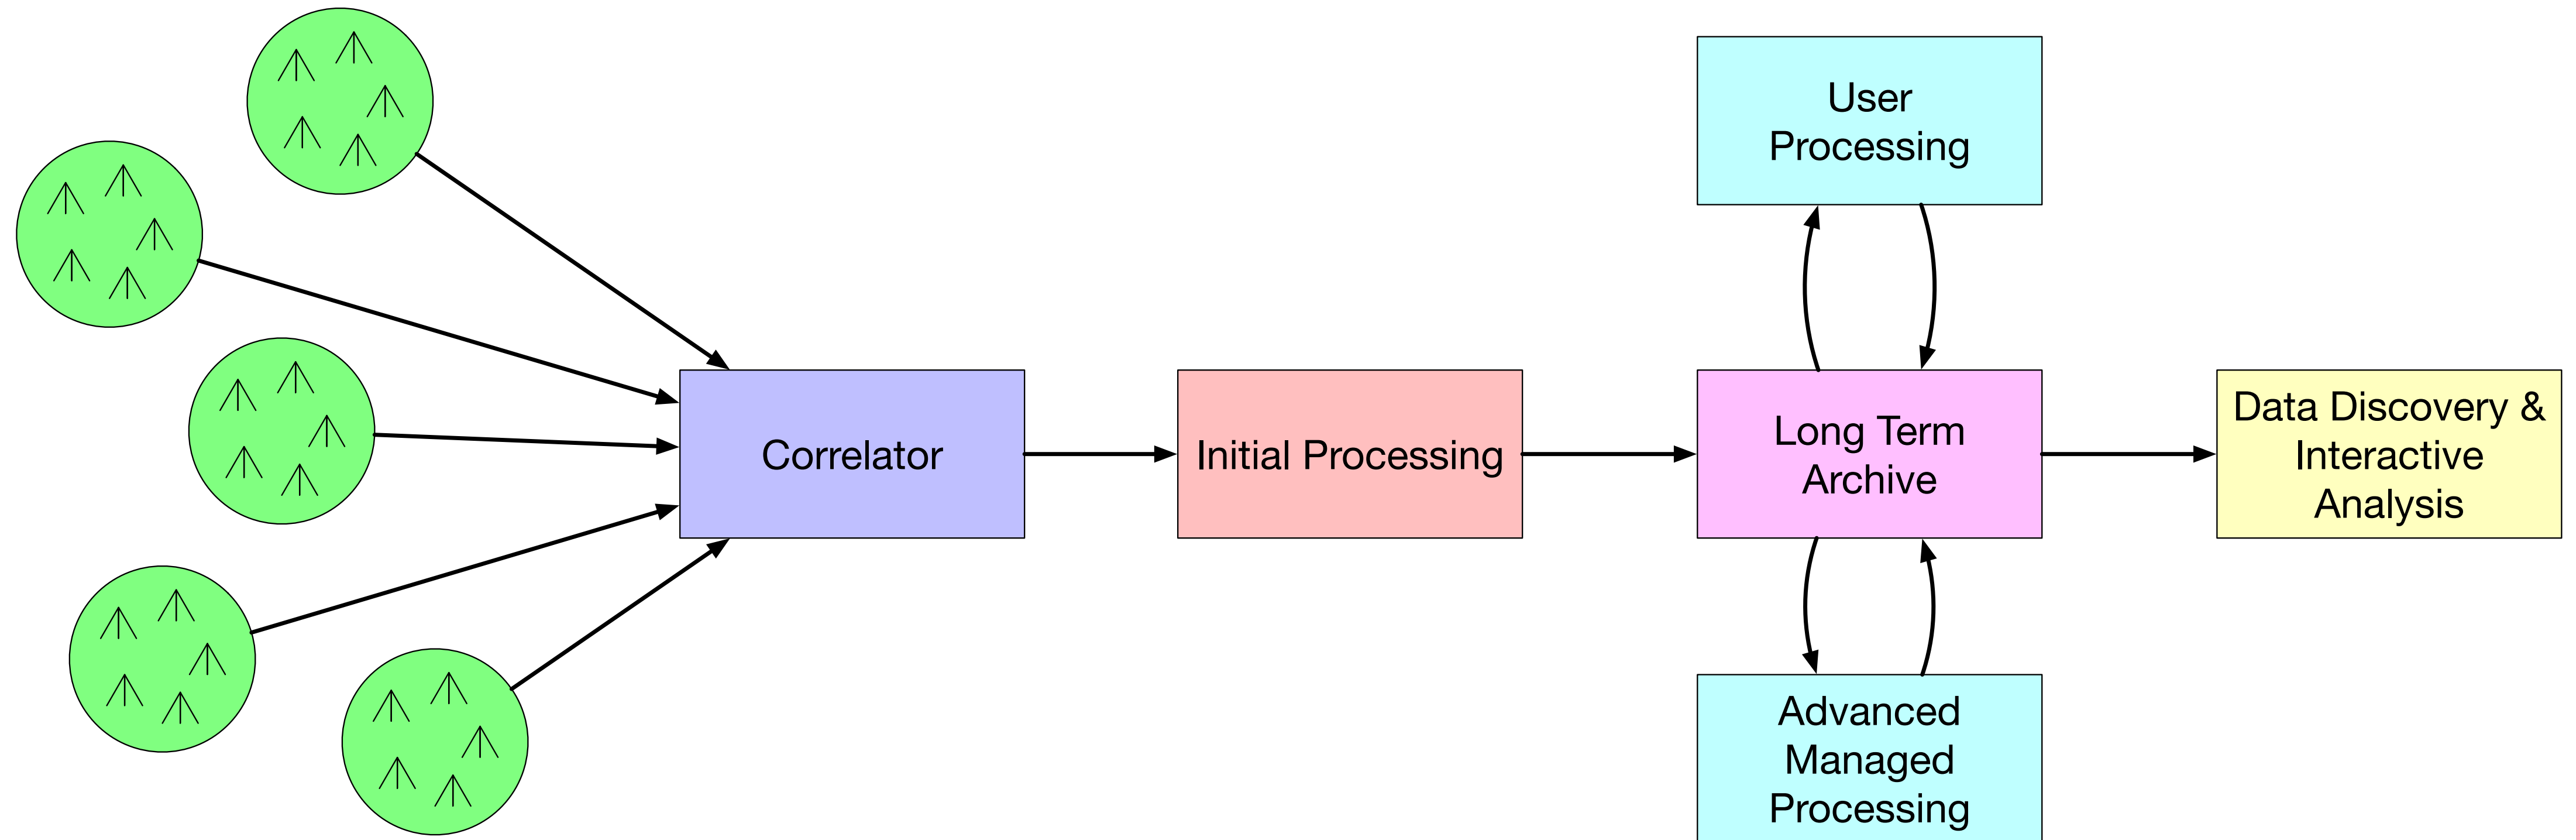 User
Processing
Correlator
Initial Processing
Long Term
Archive
Data Discovery &
Interactive
Analysis
Advanced
Managed
Processing